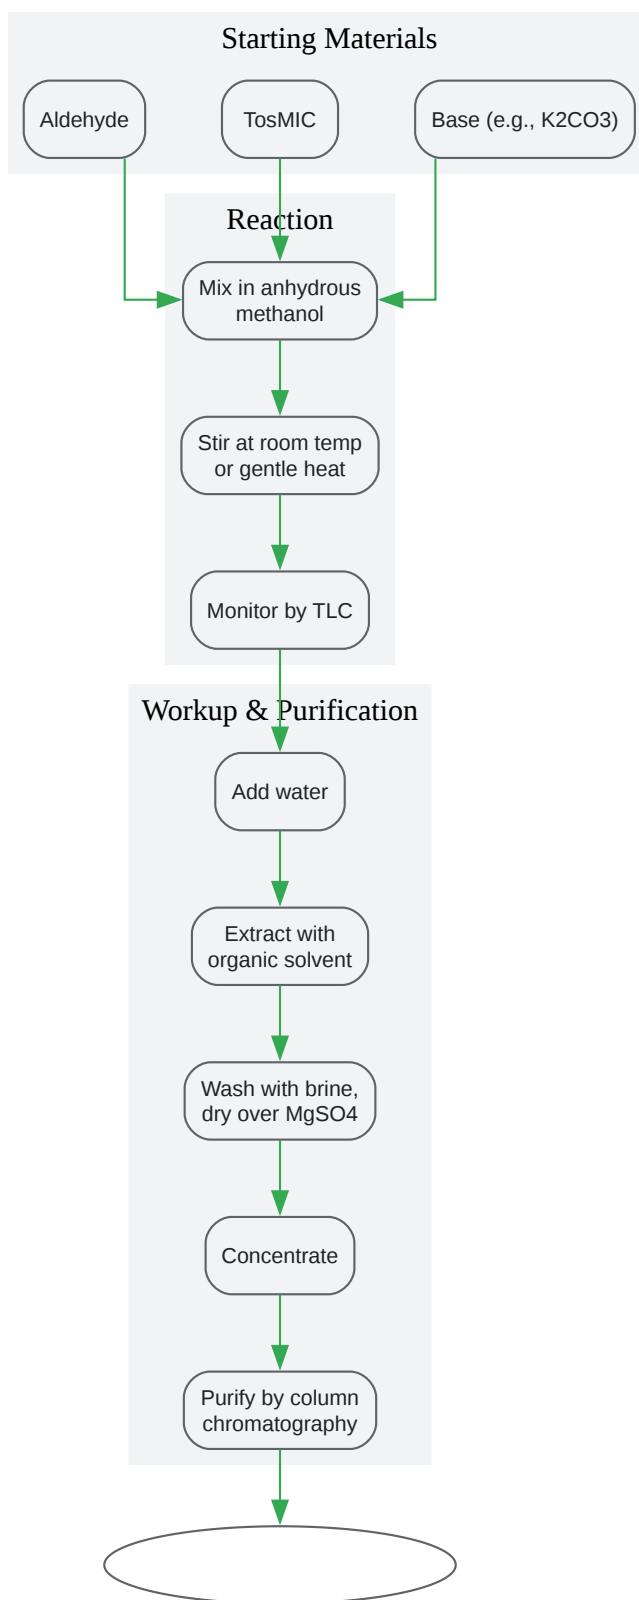 Starting Materials
Aldehyde
TosMIC
Base (e.g., K2CO3)
Reaction
Mix in anhydrous
methanol
Stir at room temp
or gentle heat
Monitor by TLC
Workup & Purification
Add water
Extract with
organic solvent
Wash with brine,
dry over MgSO4
Concentrate
Purify by column
chromatography